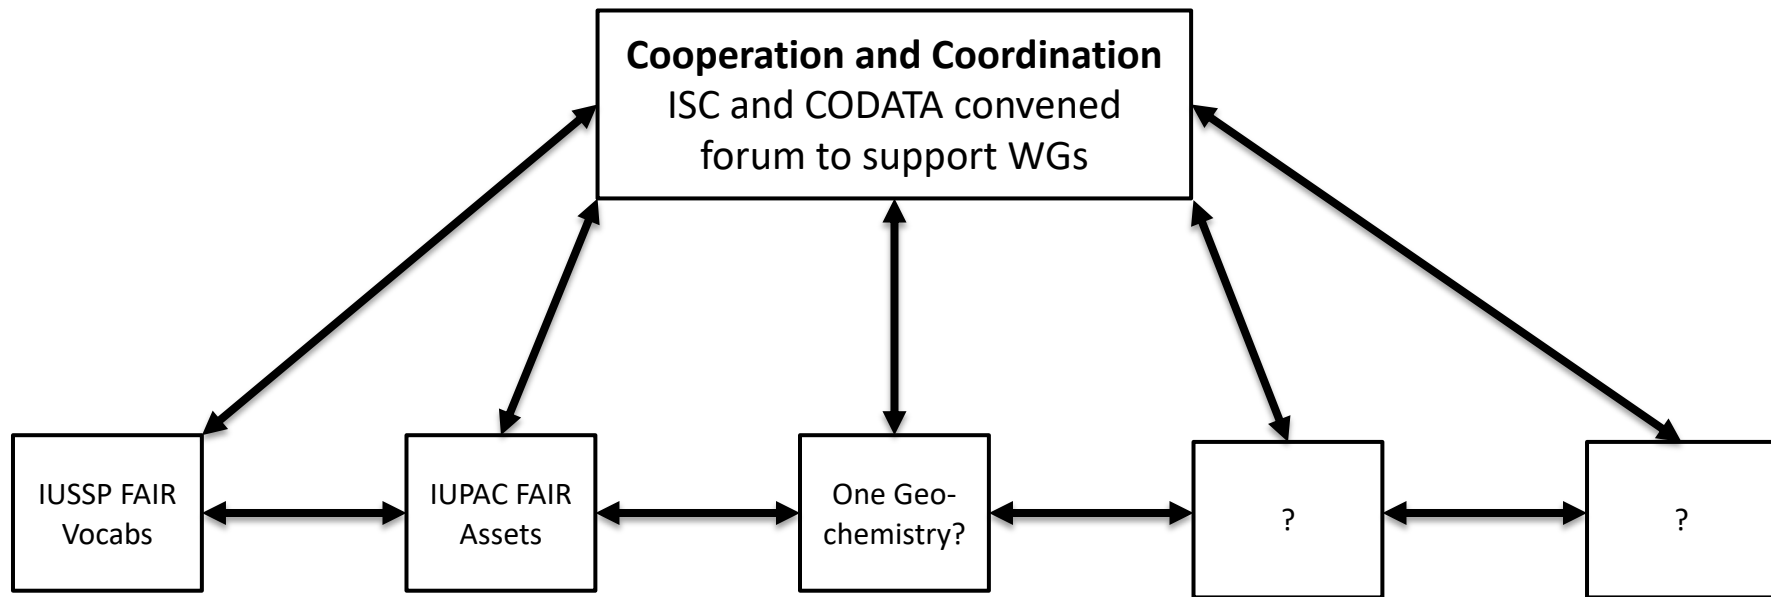 Cooperation and Coordination
ISC and CODATA convened
forum to support WGs
IUSSP FAIR
Vocabs
IUPAC FAIR
Assets
One Geo-
chemistry?
?
?